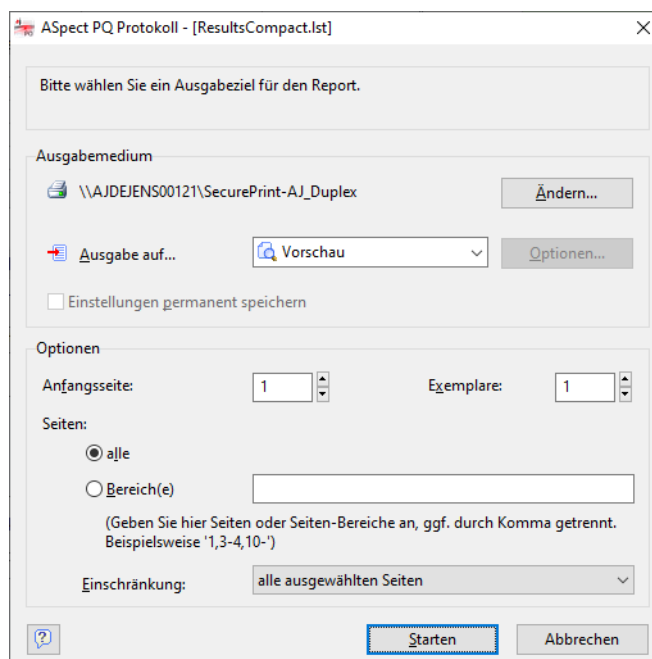 ASpect PQ Protokoll - [ResultsCompact.lst]
Bitte wählen Sie ein Ausgabeziel für den Report.
Ausgabemedium
\\AJDEJENS00121\SecurePrint-AJ_Duplex
Ändern...
Ausgabe auf...
Vorschau
Optionen...
Einstellungen permanent speichern
Optionen
Anfangsseite:
1
Exemplare:
1
Seiten:
alle
Bereich(e)
(Geben Sie hier Seiten oder Seiten-Bereiche an, ggf. durch Komma getrennt.
Beispielsweise '1,3-4,10-')
Einschränkung:
alle ausgewählten Seiten
Starten
Abbrechen